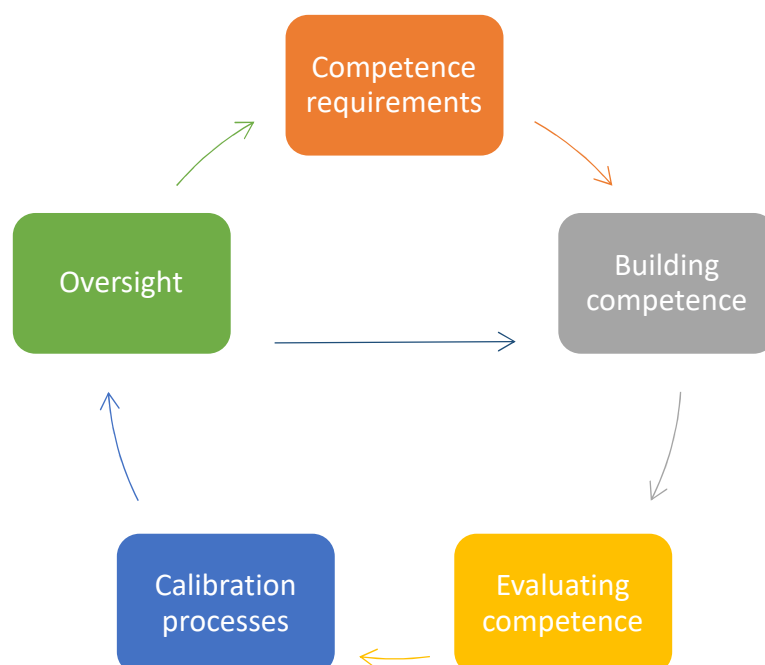 Competence
requirements
Oversight
Building
competence
Calibration
processes
Evaluating
competence